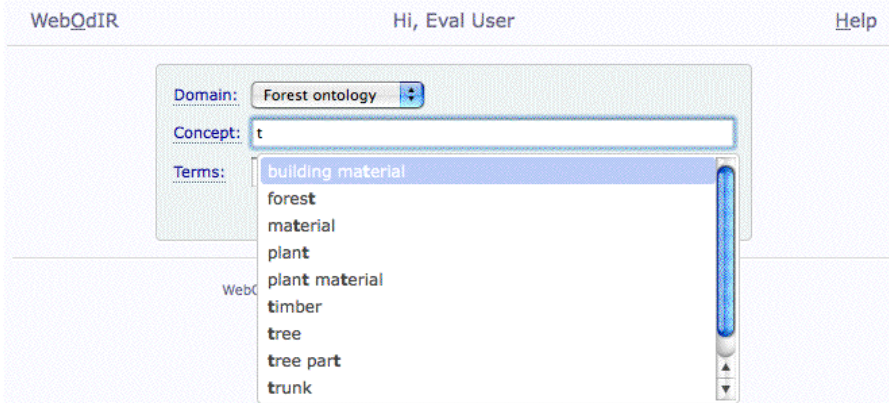 WebOdIR Hi, Eval User Help
Domain: Forest ontology
Concept: t
Terms:
building material
forest
material
plant
plant material
timber
tree
tree part
trunk